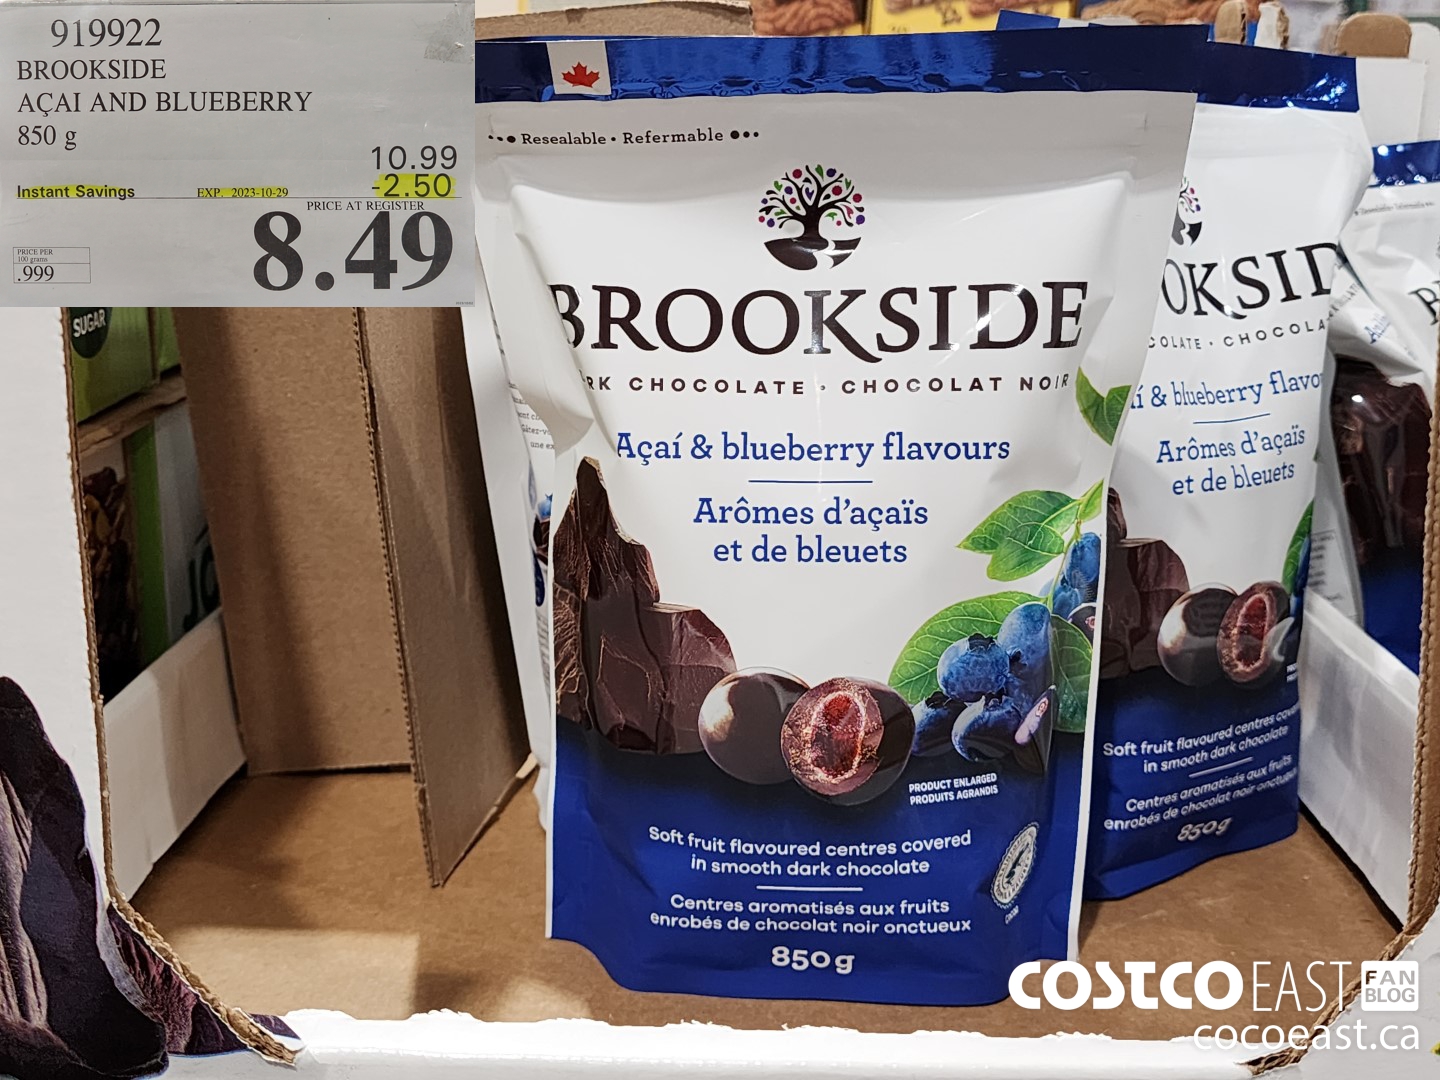 919922
BROOKSIDE
AÇAI AND BLUEBERRY
850 g
10.99
Instant Savings EXP. 2023-10-29 -2.50
PRICE AT REGISTER
8.49
PRICE PER
100 grams
.999
SUGAR
Resealable • Refermable
BROOKSIDE
RK CHOCOLATE • CHOCOLAT NOIR
Açaí & blueberry flavours
Arômes d'açaïs
et de bleuets
PRODUCT ENLARGED
PRODUITS AGRANDIS
Soft fruit flavoured centres covered
in smooth dark chocolate
Centres aromatisés aux fruits
enrobés de chocolat noir onctueux
850g
OKSID
COLATE • CHOCOLA
í & blueberry flavo
Arômes d'açaïs
et de bleuets
Soft fruit flavoured centres cov
in smooth dark chocolate
Centres aromatisés aux fruits
enrobés de chocolat noir onctueux
850g
COSTCO EAST FAN BLOG
cocoeast.ca